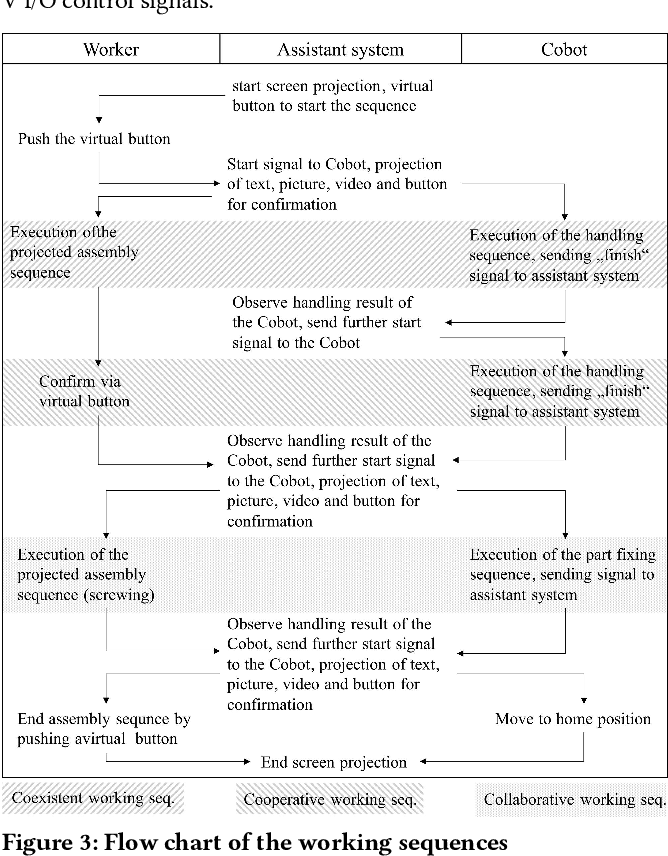 V I/O control signals.
Worker
Assistant system
Cobot
start screen projection, virtual
button to start the sequence
Push the virtual button
Start signal to Cobot, projection
of text, picture, video and button
for confirmation
Execution ofthe
projected assembly
sequence
Execution of the handling
sequence, sending „finish“
signal to assistant system
Observe handling result of
the Cobot, send further start
signal to the Cobot
Confirm via
virtual button
Execution of the handling
sequence, sending „finish“
signal to assistant system
Observe handling result of the
Cobot, send further start signal
to the Cobot, projection of text,
picture, video and button for
confirmation
Execution of the
projected assembly
sequence (screwing)
Execution of the part fixing
sequence, sending signal to
assistant system
Observe handling result of the
Cobot, send further start signal
to the Cobot, projection of text,
picture, video and button for
confirmation
End assembly sequnce by
pushing avirtual button
Move to home position
End screen projection
Coexistent working seq.
Cooperative working seq.
Collaborative working seq.
Figure 3: Flow chart of the working sequences